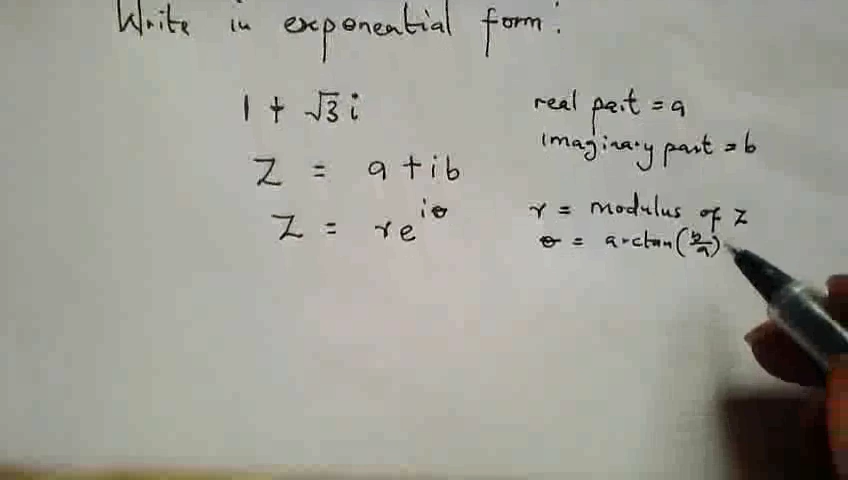 Write in exponential form:
1 + √3 i
real part = a
imaginary part = b
Z = a + ib
Z = re^iθ
r = modulus of z
θ = arctan(b/a)